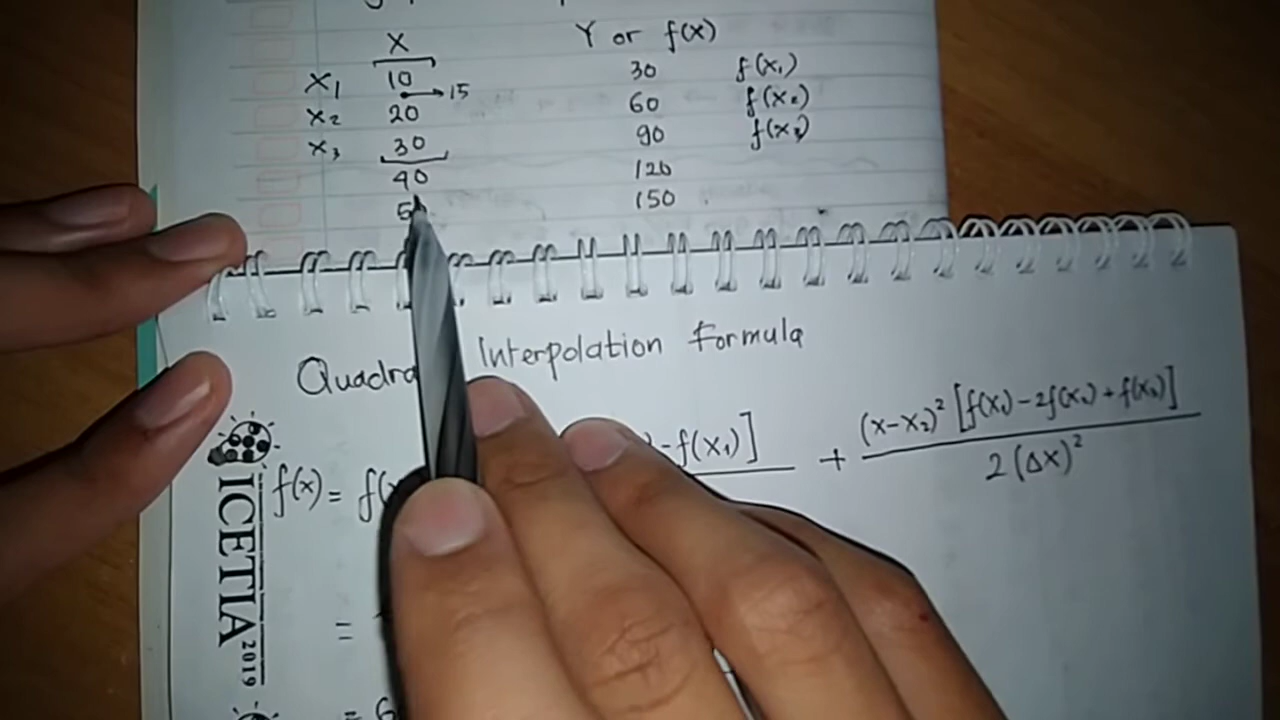 X Y or f(x)
x₁ 10 → 15 30 f(x₁)
x₂ 20 60 f(x₂)
x₃ 30 90 f(x₃)
40 120
150
Interpolation Formula
f(x) = -f(x₁)] + (x-x₂)² [f(x₁) - 2f(x₂) + f(x₃)]
2(Δx)²
=
=
ICETIA 2019